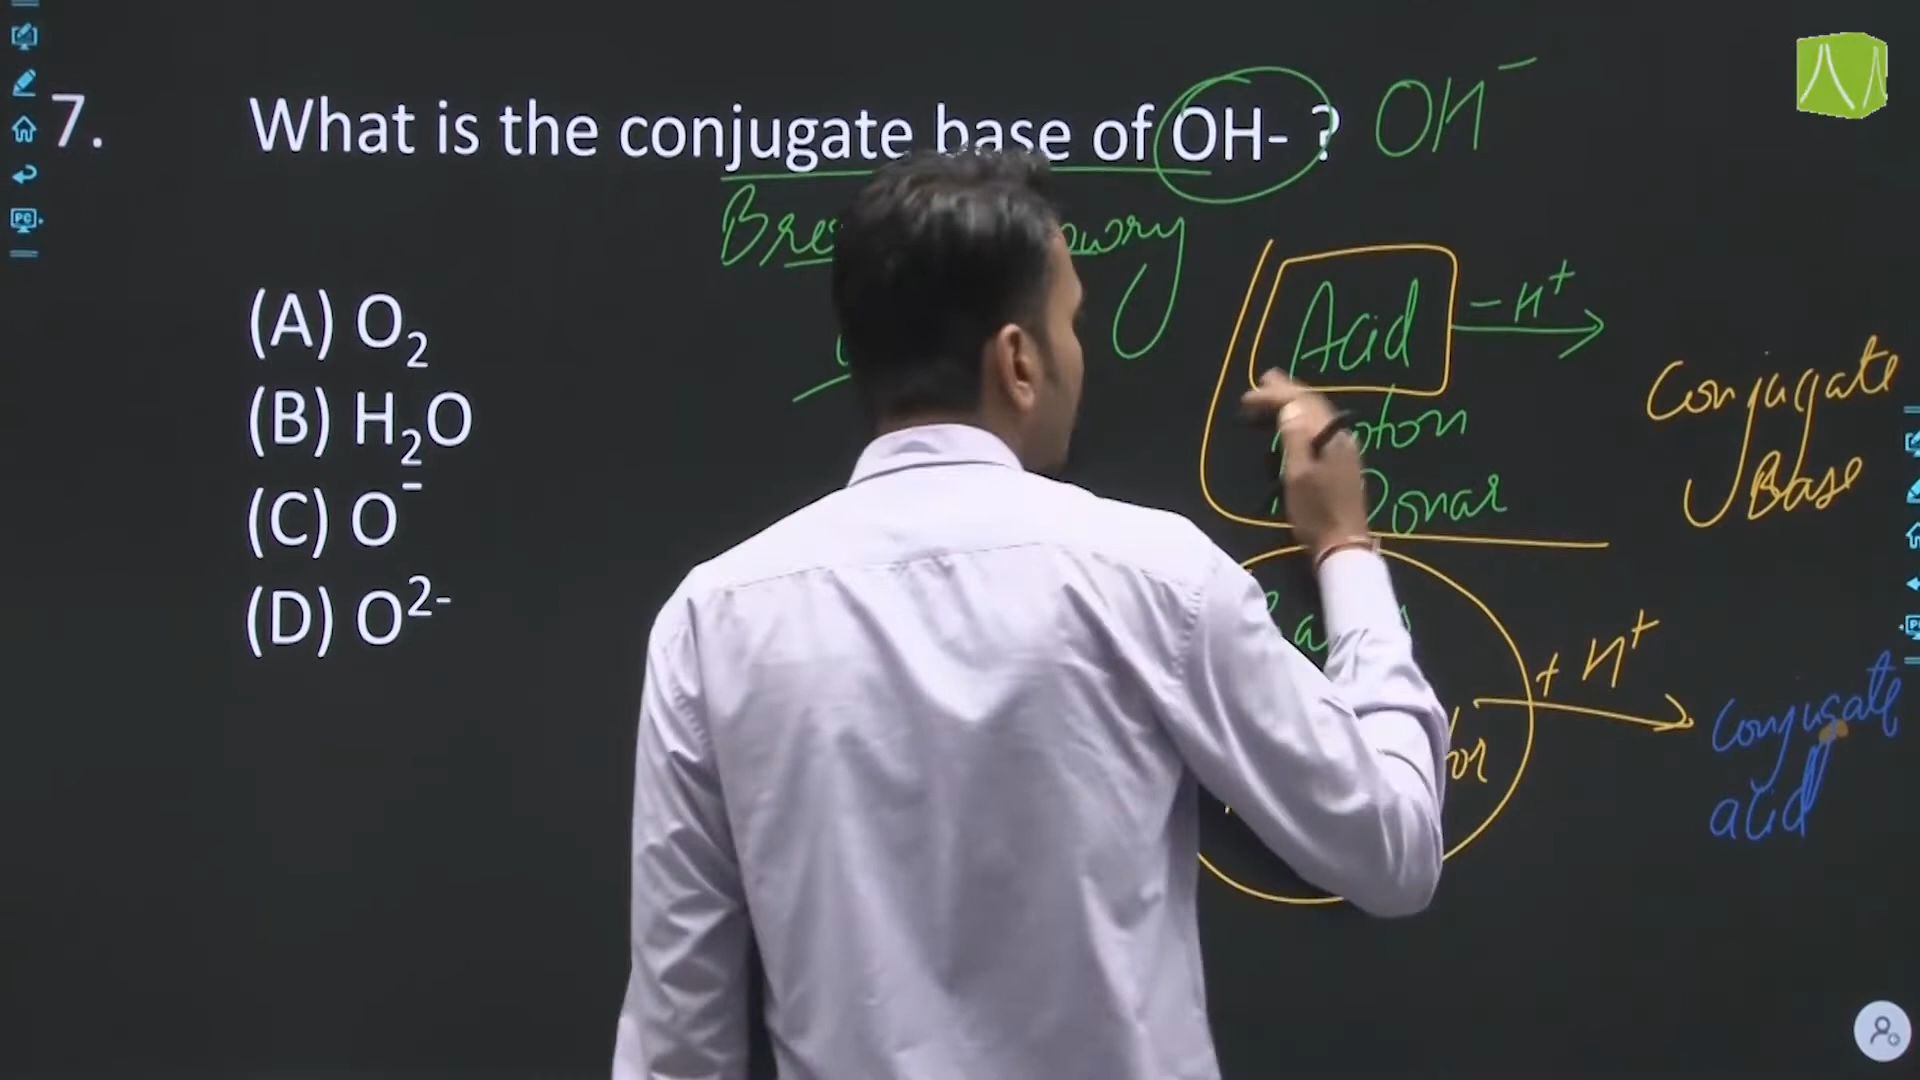 7. What is the conjugate base of OH- ? OH⁻
(A) O₂
(B) H₂O
(C) O⁻
(D) O²⁻
Acid -H⁺
Conjugate
Base
Donar
+ H⁺
Conjugate
acid